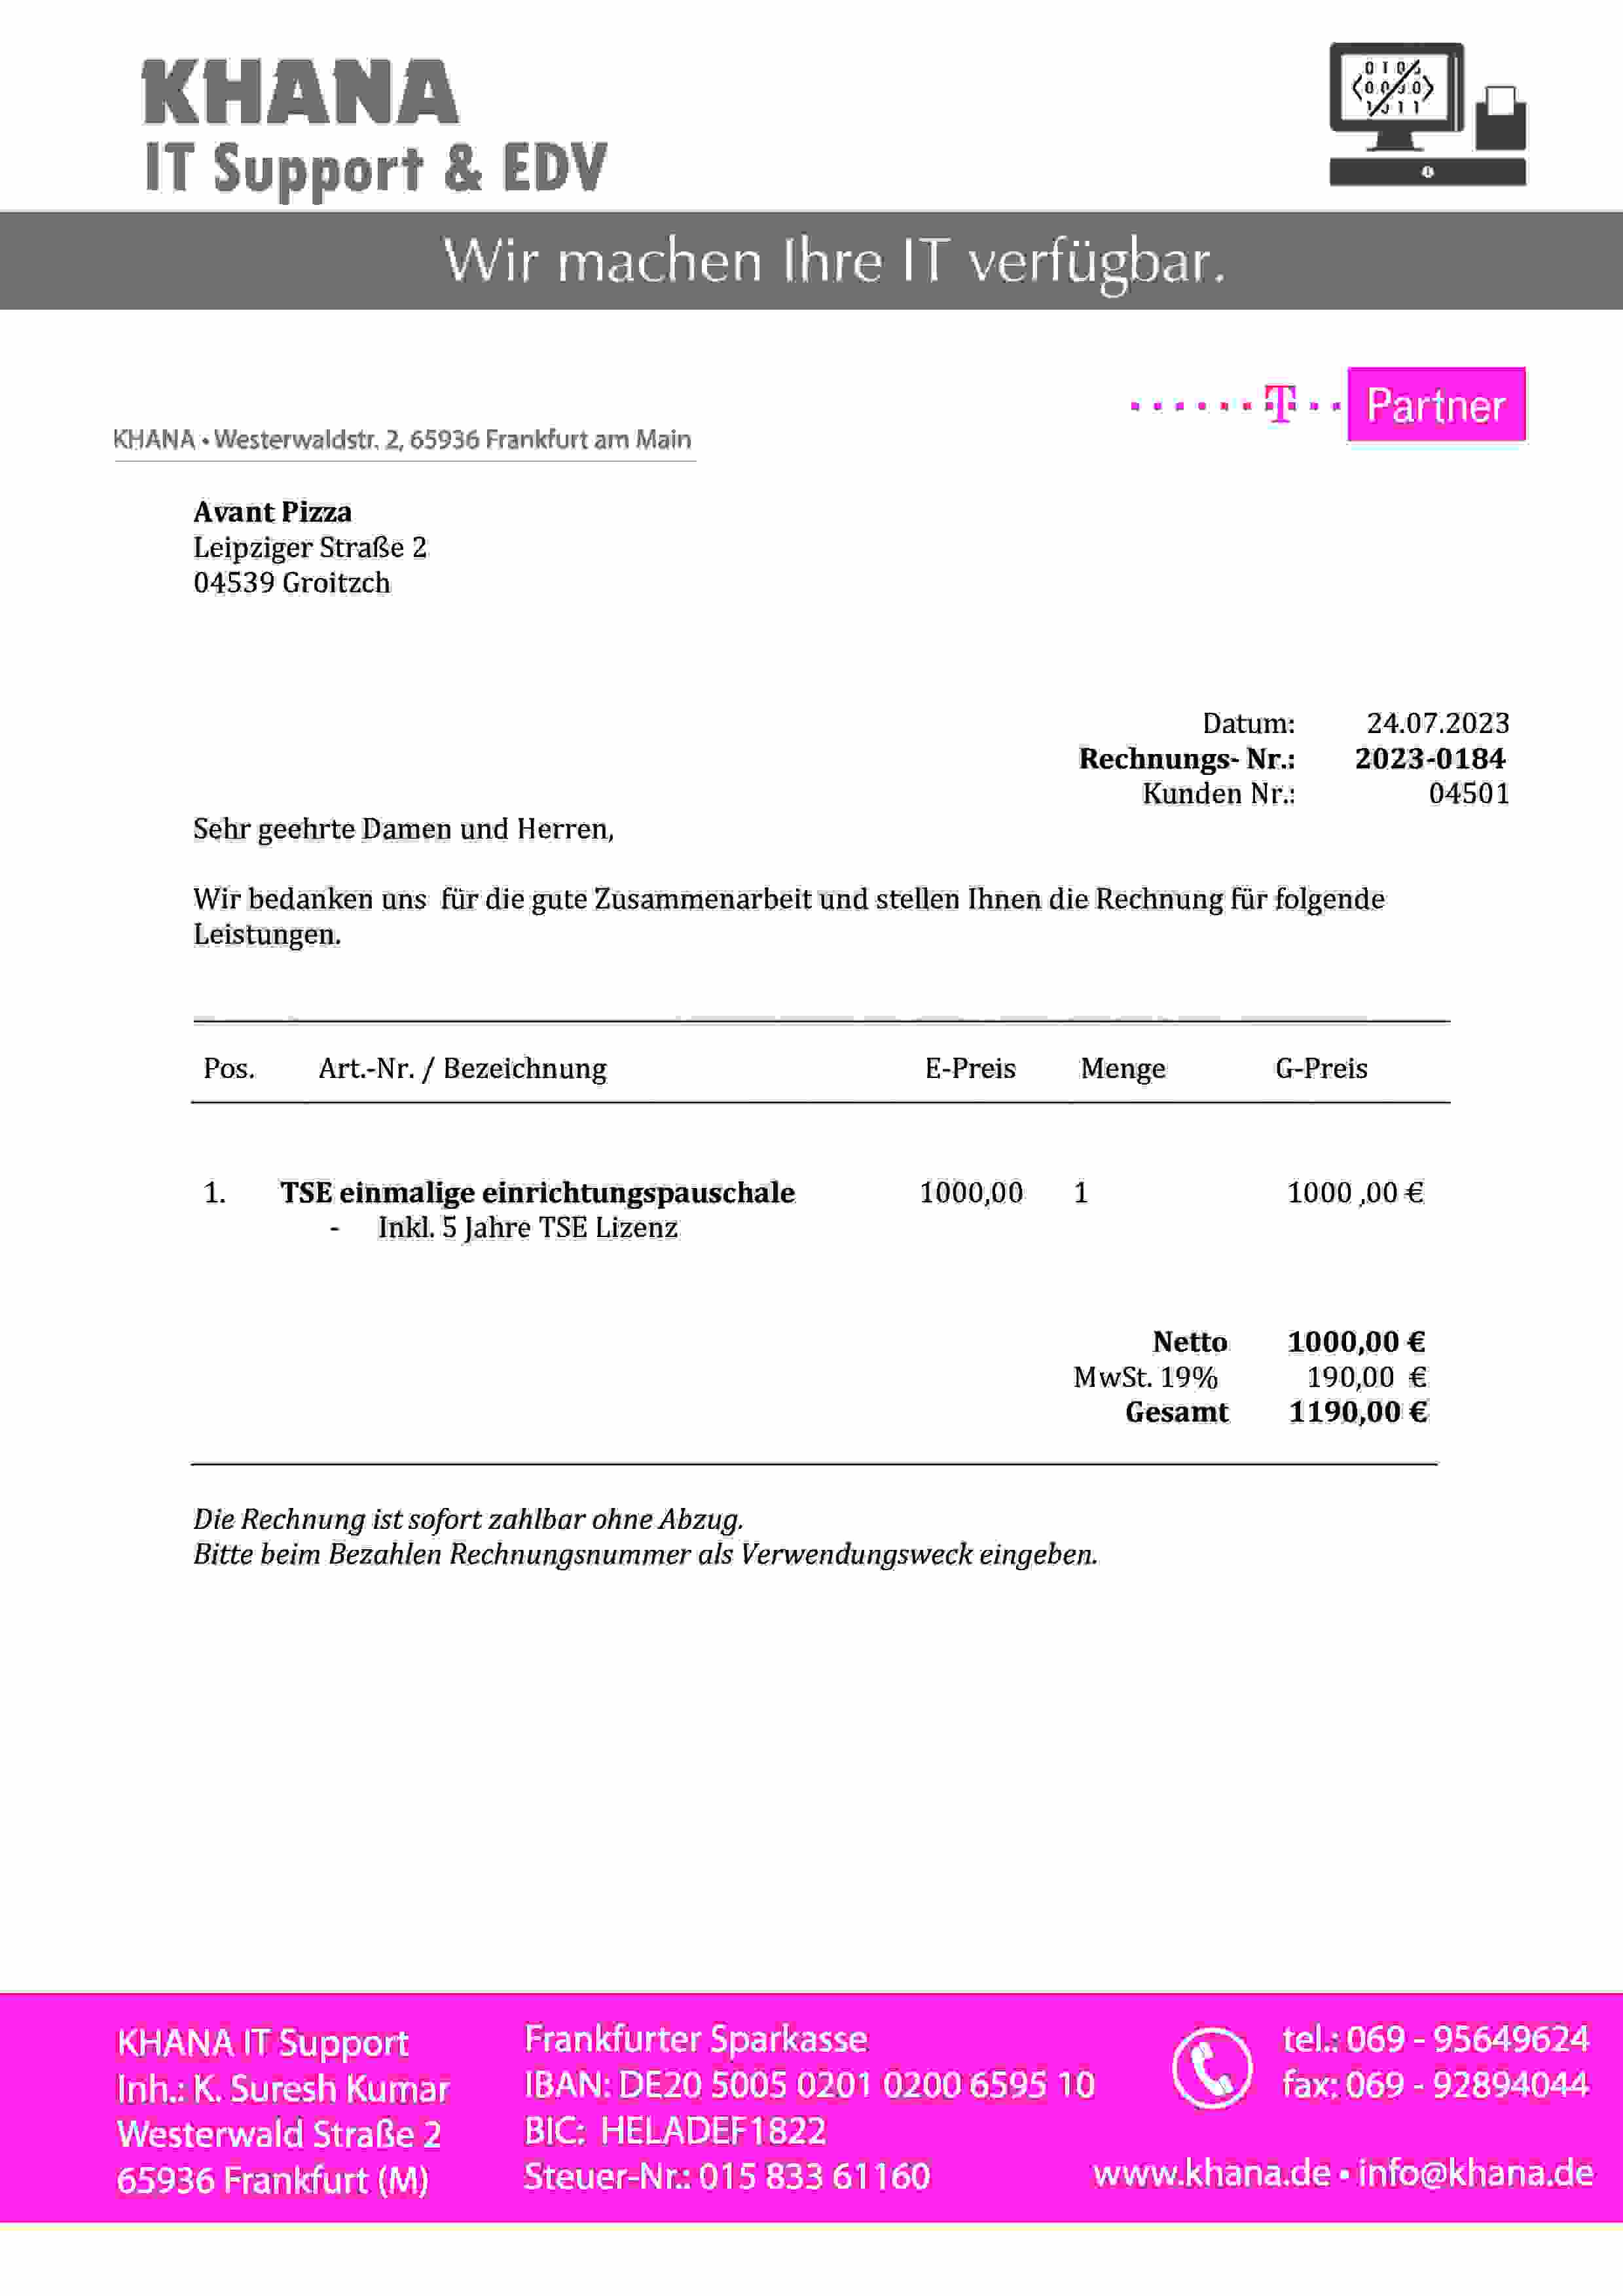 KHANA
IT Support & EDV
Wir machen Ihre IT verfügbar.
T Partner
KHANA • Westerwaldstr. 2, 65936 Frankfurt am Main
Avant Pizza
Leipziger Straße 2
04539 Groitzch
Datum: 24.07.2023
Rechnungs- Nr.: 2023-0184
Kunden Nr.: 04501
Sehr geehrte Damen und Herren,
Wir bedanken uns für die gute Zusammenarbeit und stellen Ihnen die Rechnung für folgende
Leistungen.
Pos. Art.-Nr. / Bezeichnung E-Preis Menge G-Preis
1. TSE einmalige einrichtungspauschale 1000,00 1 1000 ,00 €
- Inkl. 5 Jahre TSE Lizenz
Netto 1000,00 €
MwSt. 19% 190,00 €
Gesamt 1190,00 €
Die Rechnung ist sofort zahlbar ohne Abzug.
Bitte beim Bezahlen Rechnungsnummer als Verwendungsweck eingeben.
KHANA IT Support
Inh.: K. Suresh Kumar
Westerwald Straße 2
65936 Frankfurt (M)
Frankfurter Sparkasse
IBAN: DE20 5005 0201 0200 6595 10
BIC: HELADEF1822
Steuer-Nr.: 015 833 61160
tel.: 069 - 95649624
fax: 069 - 92894044
www.khana.de • info@khana.de